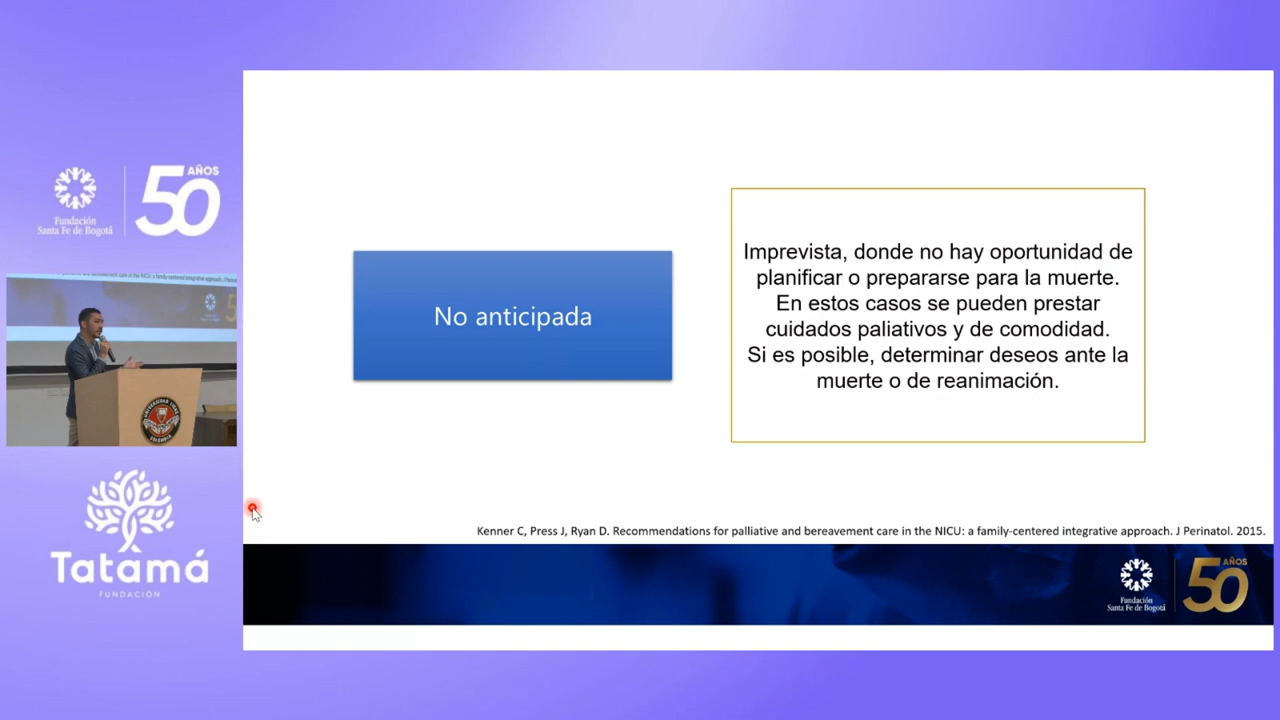 AÑOS
50
Fundación
Santa Fe de Bogotá
UNIVERSIDAD LIBRE
COLOMBIA
Tatamá
FUNDACIÓN
No anticipada
Imprevista, donde no hay oportunidad de
planificar o prepararse para la muerte.
En estos casos se pueden prestar
cuidados paliativos y de comodidad.
Si es posible, determinar deseos ante la
muerte o de reanimación.
Kenner C, Press J, Ryan D. Recommendations for palliative and bereavement care in the NICU: a family-centered integrative approach. J Perinatol. 2015.
Fundación
Santa Fe de Bogotá
AÑOS
50